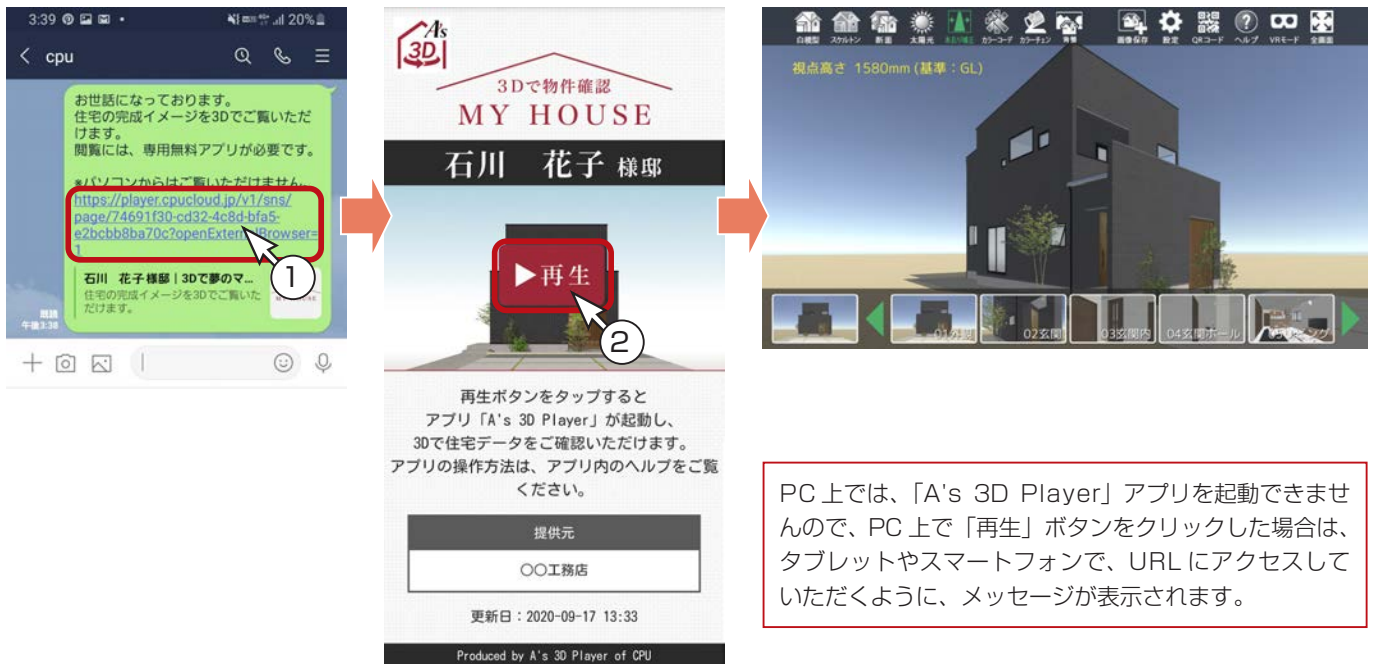 3:39
20%
cpu
お世話になっております。
住宅の完成イメージを3Dでご覧いただ
けます。
閲覧には、専用無料アプリが必要です。
※パソコンからはご覧いただけません。
https://player.cpucloud.jp/v1/sns/
page/74691f30-cd32-4c8d-bfa5-
e2bcbb8ba70c?openExternalBrowser=
1
①
石川 花子様邸 | 3Dで夢のマ...
住宅の完成イメージを3Dでご覧いた
だけます。
既読
午後3:38
A's
3D
3Dで物件確認
MY HOUSE
石川 花子 様邸
▶再生
②
再生ボタンをタップすると
アプリ「A's 3D Player」が起動し、
3Dで住宅データをご確認いただけます。
アプリの操作方法は、アプリ内のヘルプをご覧
ください。
提供元
〇〇工務店
更新日：2020-09-17 13:33
Produced by A's 3D Player of CPU
白模型 スケルトン 断面 太陽光 あおり補正 カラーコーデ カラーチェン 背景 画像保存 設定 QRコード ヘルプ VRモード 全画面
視点高さ 1580mm (基準：GL)
01外観 02玄関 03玄関内 04玄関ホール
PC上では、「A's 3D Player」アプリを起動できませ
んので、PC上で「再生」ボタンをクリックした場合は、
タブレットやスマートフォンで、URLにアクセスして
いただくように、メッセージが表示されます。